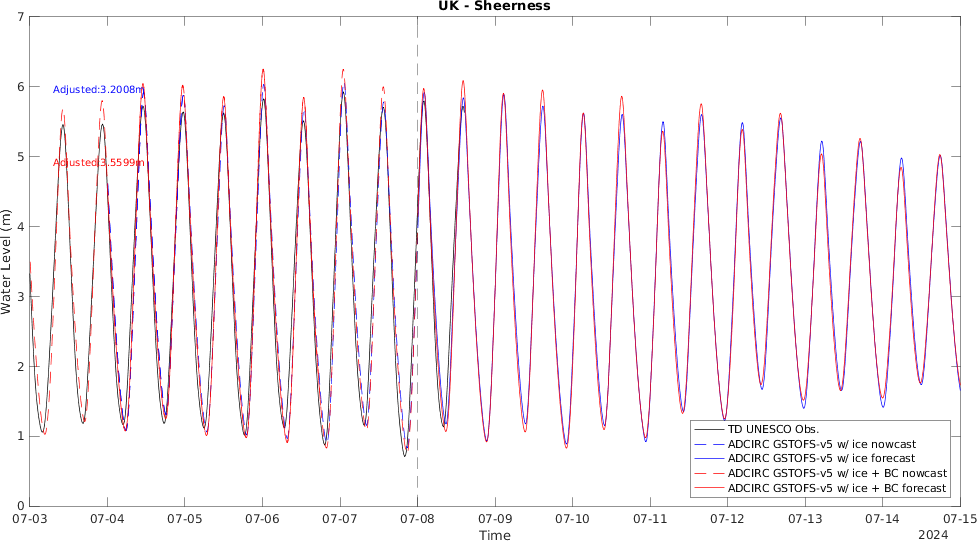 UK - Sheerness
7
6
5
4
3
2
1
0
Water Level (m)
Adjusted:3.2008m
Adjusted:3.5599m
TD UNESCO Obs.
ADCIRC GSTOFS-v5 w/ ice nowcast
ADCIRC GSTOFS-v5 w/ ice forecast
ADCIRC GSTOFS-v5 w/ ice + BC nowcast
ADCIRC GSTOFS-v5 w/ ice + BC forecast
07-03 07-04 07-05 07-06 07-07 07-08 07-09 07-10 07-11 07-12 07-13 07-14 07-15
Time
2024